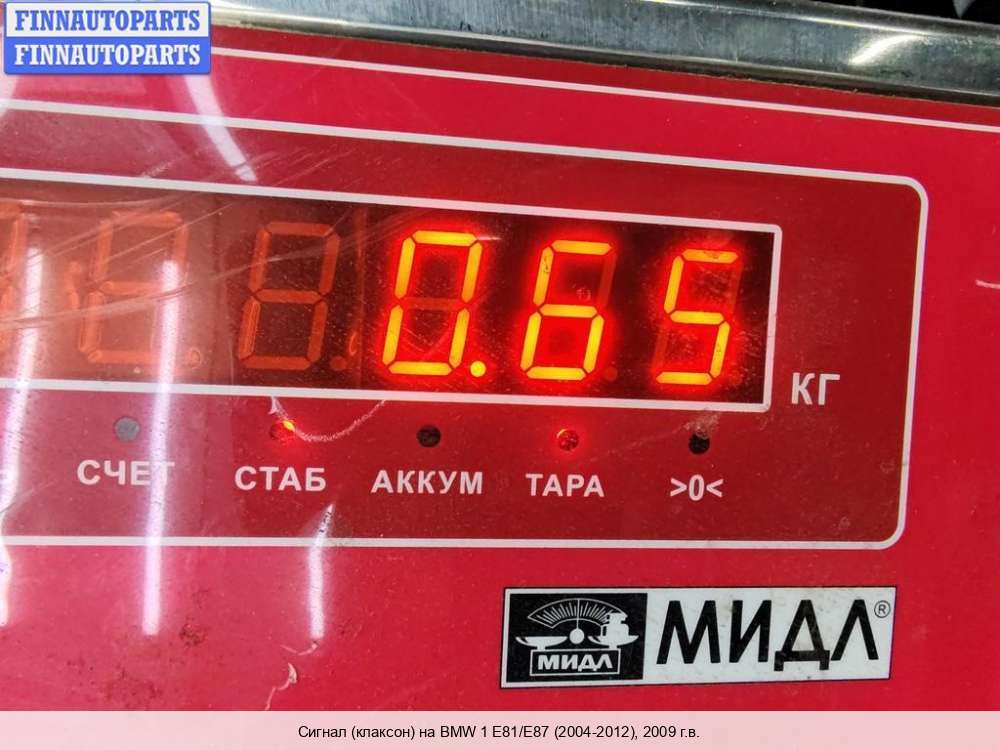 FINNAUTOPARTS
FINNAUTOPARTS
0.65
КГ
СЧЕТ СТАБ АККУМ ТАРА >0<
МИДЛ МИДЛ®
Сигнал (клаксон) на BMW 1 E81/E87 (2004-2012), 2009 г.в.